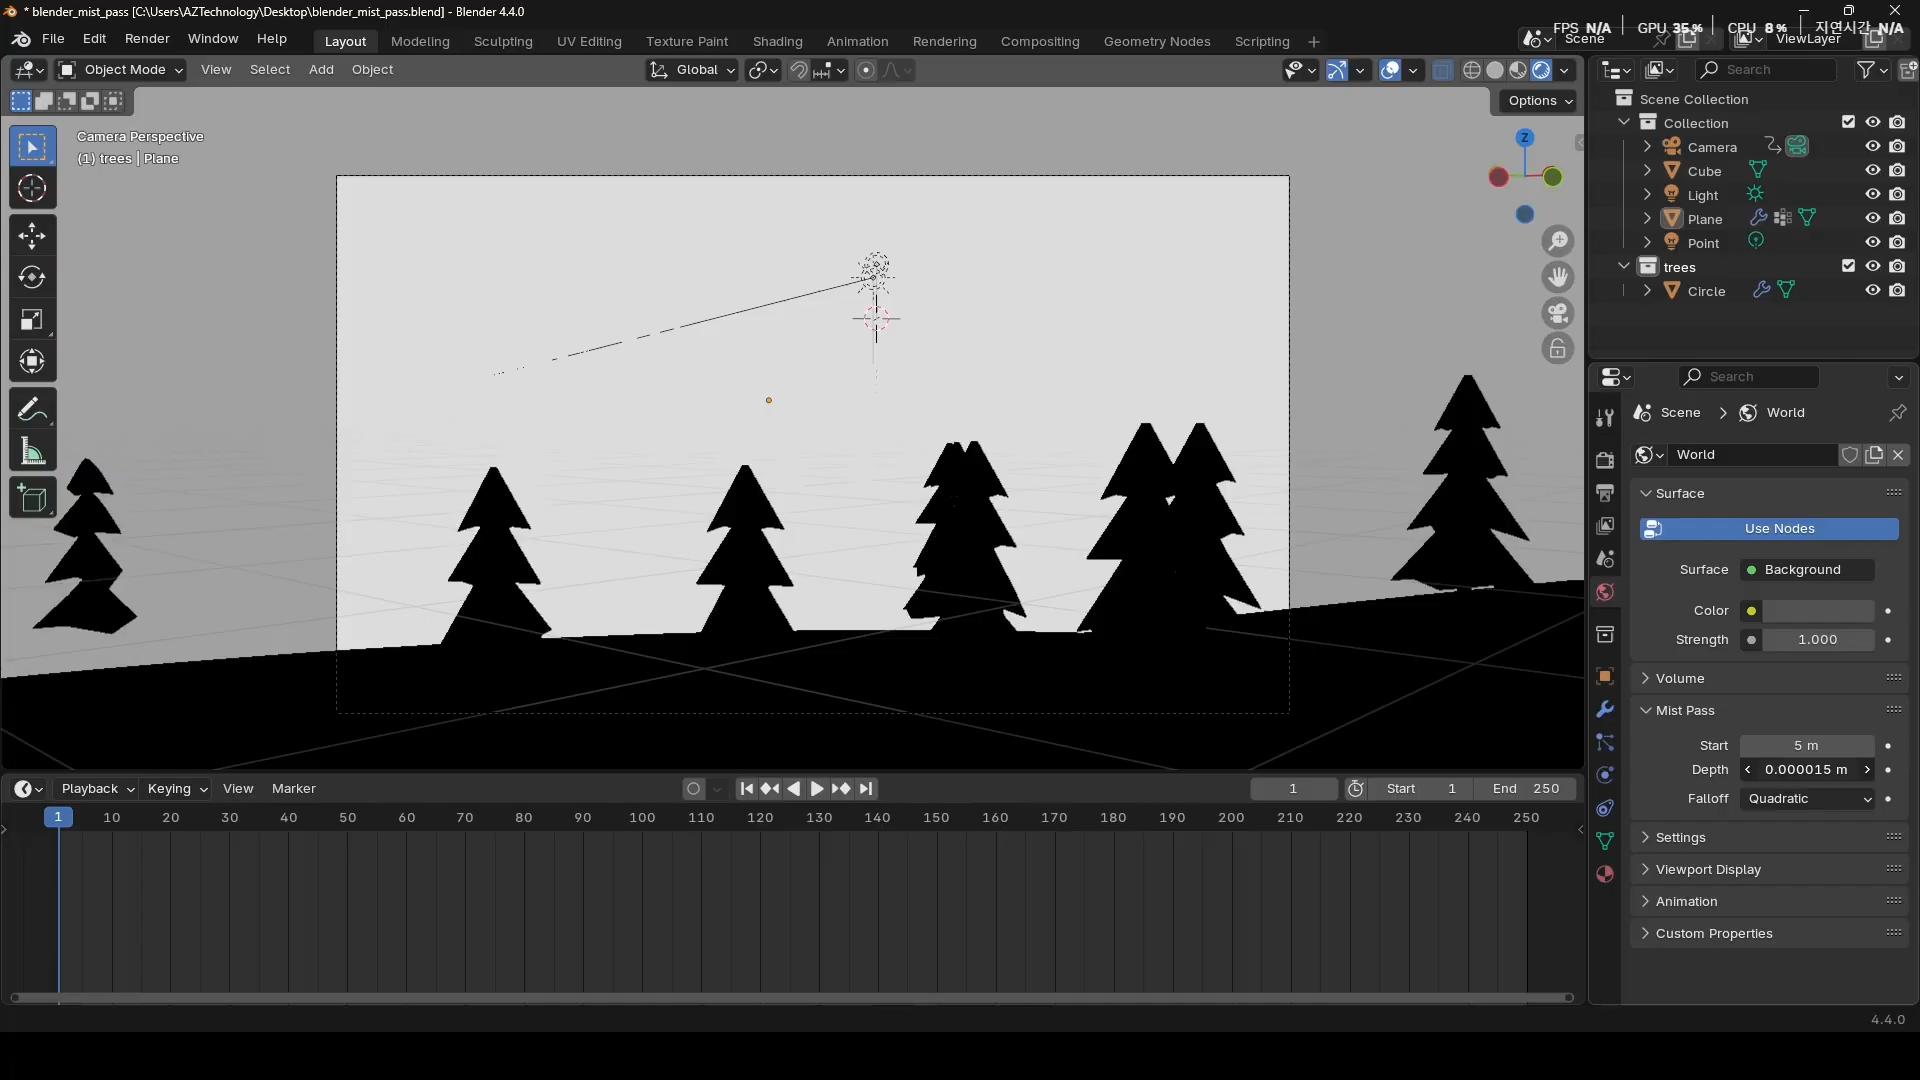 * blender_mist_pass [C:\Users\AZTechnology\Desktop\blender_mist_pass.blend] - Blender 4.4.0
FPS N/A | GPU 35% | CPU 8% | 지연시간 N/A
File Edit Render Window Help Layout Modeling Sculpting UV Editing Texture Paint Shading Animation Rendering Compositing Geometry Nodes Scripting + Scene ViewLayer
Object Mode View Select Add Object Global Search
Options
Camera Perspective
(1) trees | Plane
Z
Scene Collection
Collection
Camera
Cube
Light
Plane
Point
trees
Circle
Search
Scene > World
World
Surface
Use Nodes
Surface Background
Color
Strength 1.000
Volume
Mist Pass
Start 5 m
Depth 0.000015 m
Falloff Quadratic
Settings
Viewport Display
Animation
Custom Properties
Playback Keying View Marker 1 Start 1 End 250
1 10 20 30 40 50 60 70 80 90 100 110 120 130 140 150 160 170 180 190 200 210 220 230 240 250
4.4.0